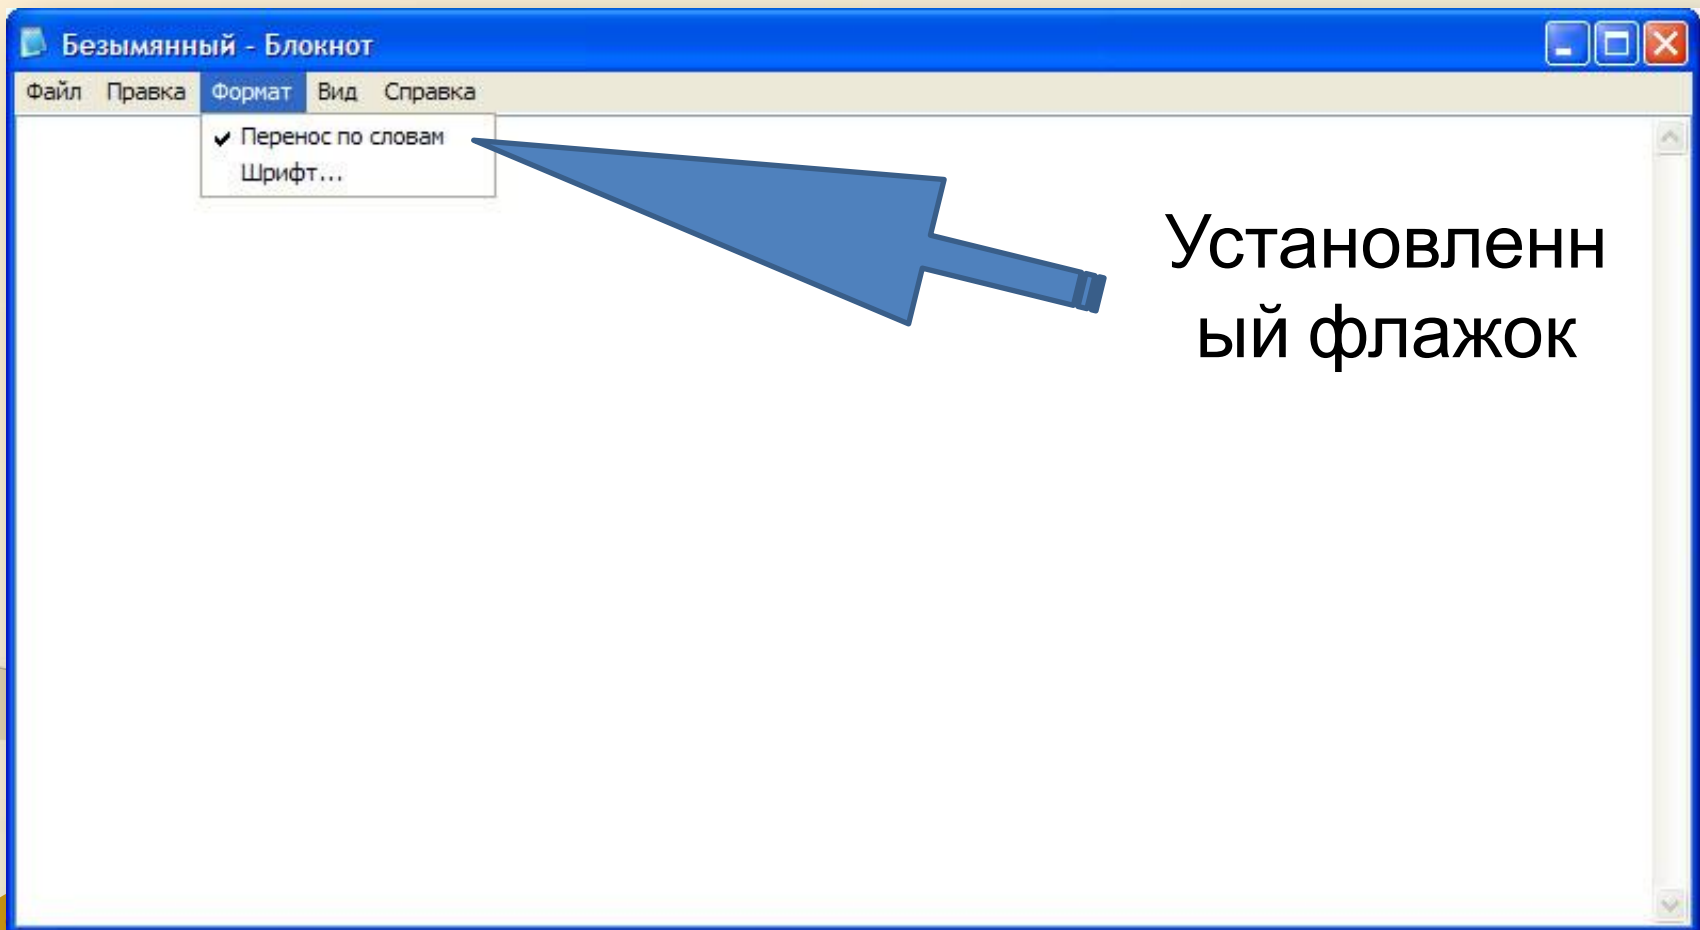 Безымянный - Блокнот
Файл Правка Формат Вид Справка
Перенос по словам
Шрифт...
Установленн
ый флажок